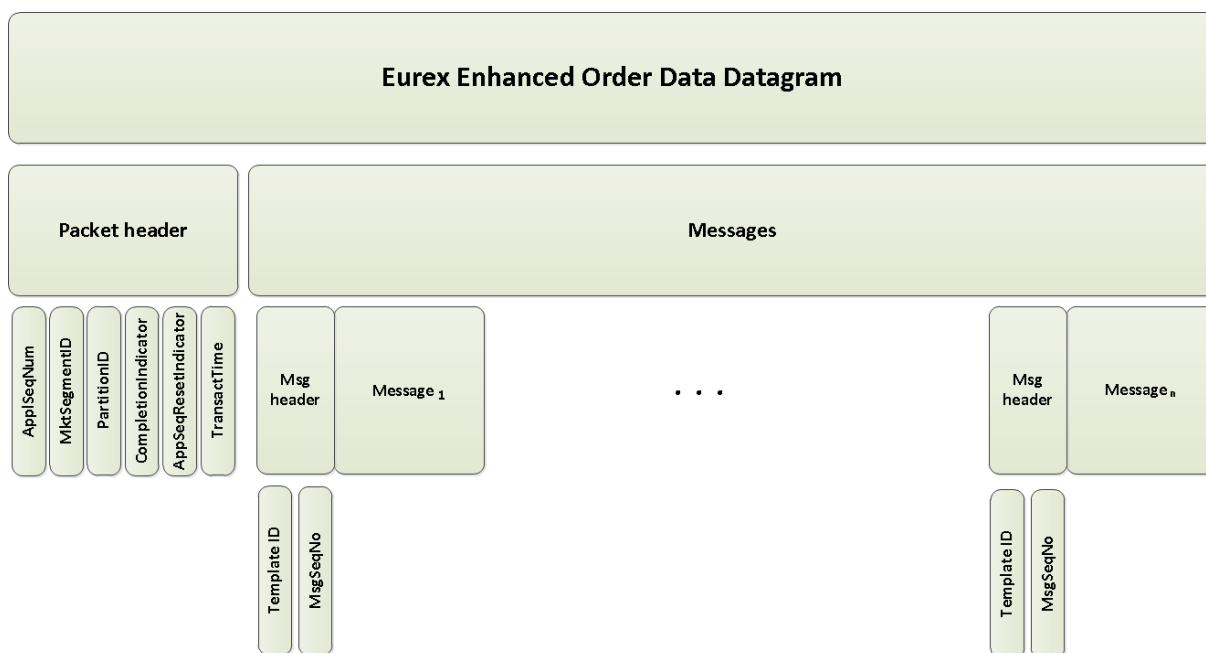 Eurex Enhanced Order Data Datagram
Packet header
Messages
ApplSeqNum
MktSegmentID
PartitionID
CompletionIndicator
AppSeqResetIndicator
TransactTime
Msg
header
Message 1
. . .
Msg
header
Message n
Template ID
MsgSeqNo
Template ID
MsgSeqNo